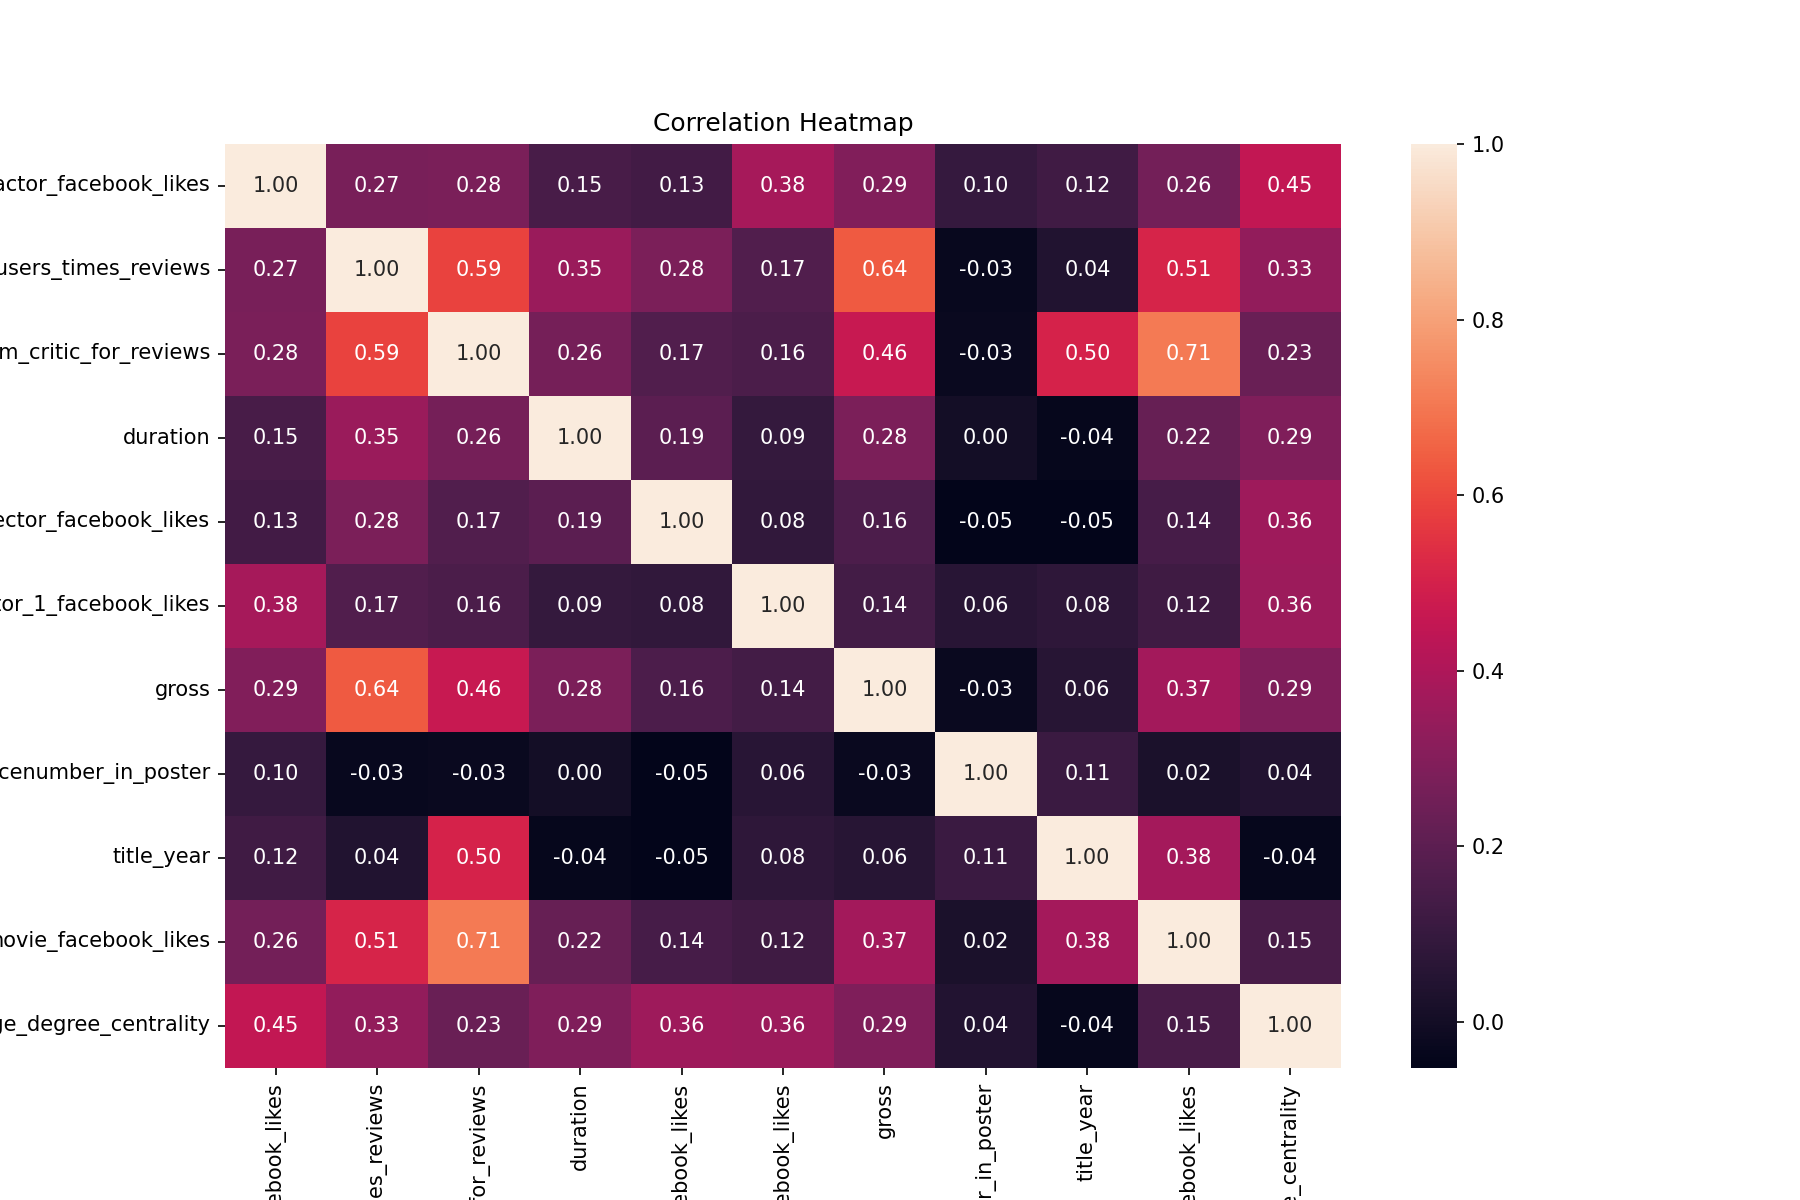 Correlation Heatmap
actor_facebook_likes 1.00 0.27 0.28 0.15 0.13 0.38 0.29 0.10 0.12 0.26 0.45
users_times_reviews 0.27 1.00 0.59 0.35 0.28 0.17 0.64 -0.03 0.04 0.51 0.33
m_critic_for_reviews 0.28 0.59 1.00 0.26 0.17 0.16 0.46 -0.03 0.50 0.71 0.23
duration 0.15 0.35 0.26 1.00 0.19 0.09 0.28 0.00 -0.04 0.22 0.29
ector_facebook_likes 0.13 0.28 0.17 0.19 1.00 0.08 0.16 -0.05 -0.05 0.14 0.36
tor_1_facebook_likes 0.38 0.17 0.16 0.09 0.08 1.00 0.14 0.06 0.08 0.12 0.36
gross 0.29 0.64 0.46 0.28 0.16 0.14 1.00 -0.03 0.06 0.37 0.29
cenumber_in_poster 0.10 -0.03 -0.03 0.00 -0.05 0.06 -0.03 1.00 0.11 0.02 0.04
title_year 0.12 0.04 0.50 -0.04 -0.05 0.08 0.06 0.11 1.00 0.38 -0.04
movie_facebook_likes 0.26 0.51 0.71 0.22 0.14 0.12 0.37 0.02 0.38 1.00 0.15
ge_degree_centrality 0.45 0.33 0.23 0.29 0.36 0.36 0.29 0.04 -0.04 0.15 1.00
ebook_likes
es_reviews
for_reviews
duration
ebook_likes
ebook_likes
gross
r_in_poster
title_year
ebook_likes
e_centrality
1.0
0.8
0.6
0.4
0.2
0.0